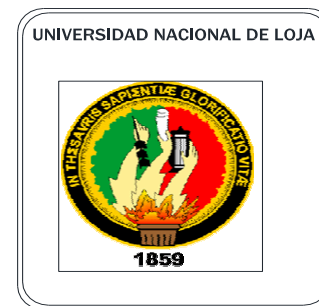 UNIVERSIDAD NACIONAL DE LOJA
IN THESAVRIS SAPIENTIÆ GLORIFICATIO VITÆ
1859